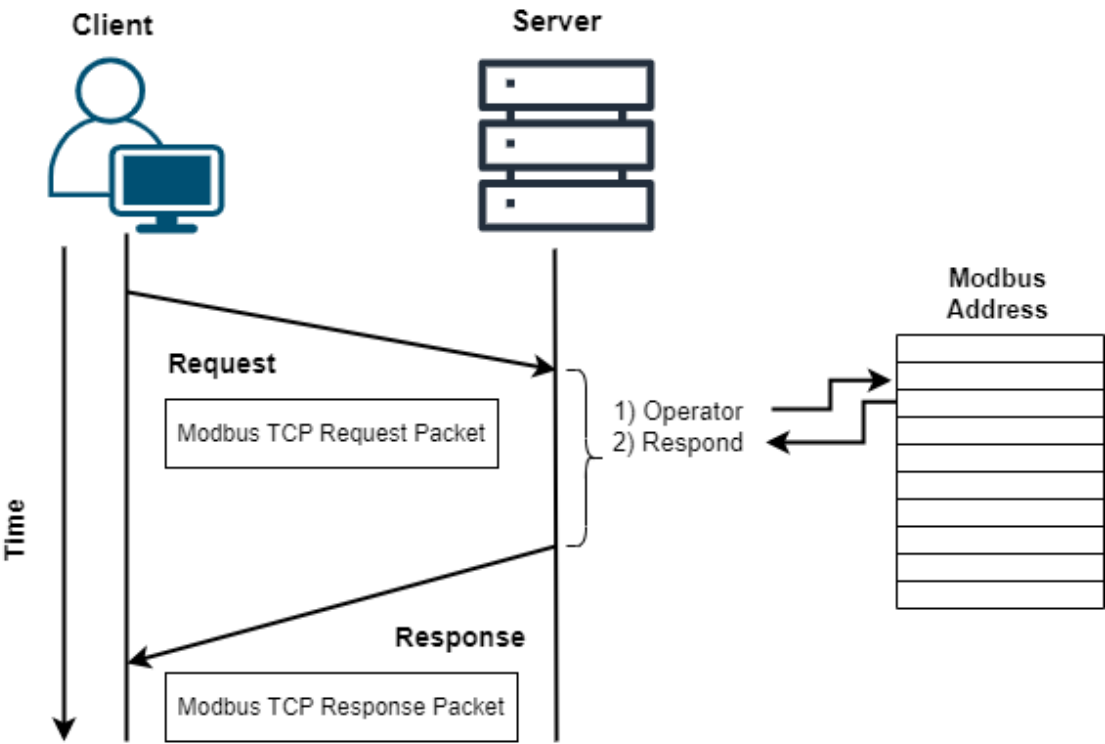 Client
Server
Modbus
Address
Request
1) Operator
2) Respond
Modbus TCP Request Packet
Time
Response
Modbus TCP Response Packet